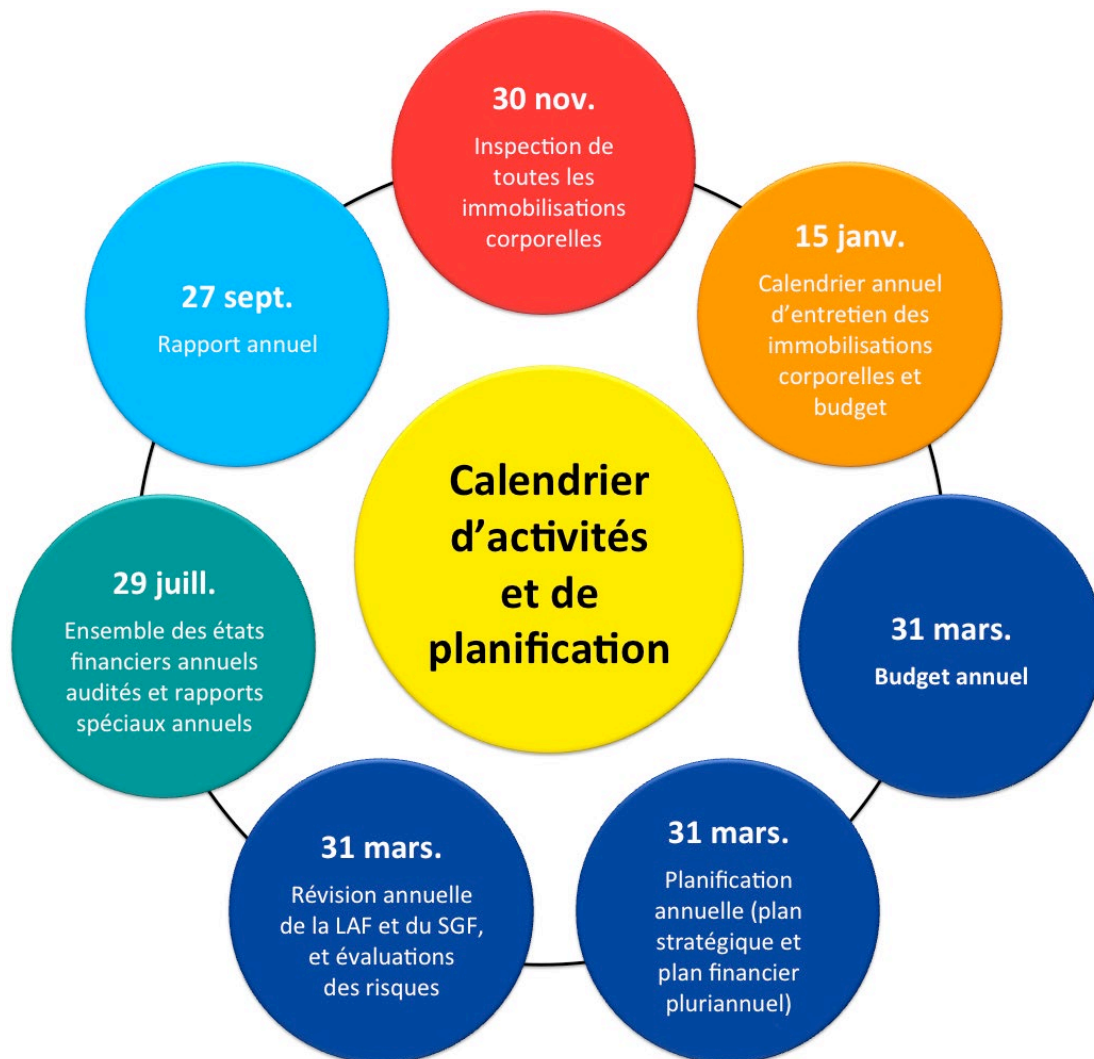 30 nov.
Inspection de
toutes les
immobilisations
corporelles
15 janv.
Calendrier annuel
d’entretien des
immobilisations
corporelles et
budget
31 mars.
Budget annuel
31 mars.
Planification
annuelle (plan
stratégique et
plan financier
pluriannuel)
31 mars.
Révision annuelle
de la LAF et du SGF,
et évaluations
des risques
29 juill.
Ensemble des états
financiers annuels
audités et rapports
spéciaux annuels
27 sept.
Rapport annuel
Calendrier
d’activités
et de
planification